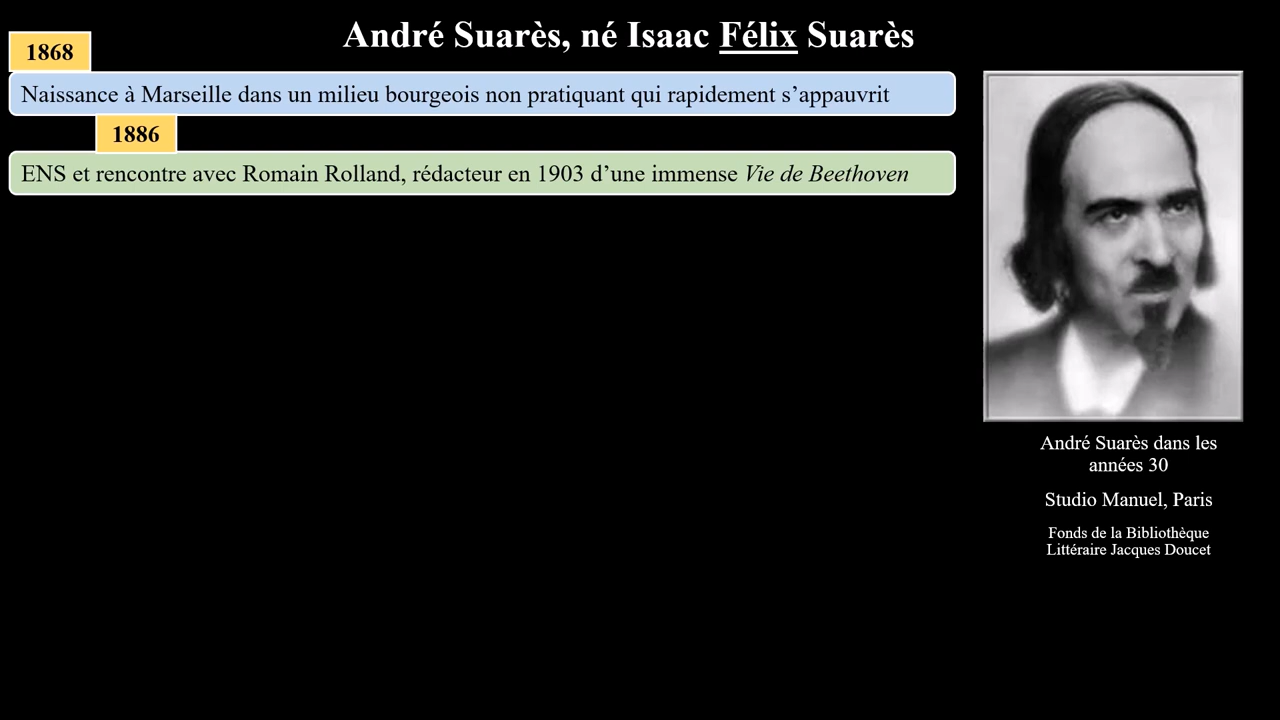 André Suarès, né Isaac Félix Suarès
1868
Naissance à Marseille dans un milieu bourgeois non pratiquant qui rapidement s’appauvrit
1886
ENS et rencontre avec Romain Rolland, rédacteur en 1903 d’une immense Vie de Beethoven
André Suarès dans les
années 30
Studio Manuel, Paris
Fonds de la Bibliothèque
Littéraire Jacques Doucet